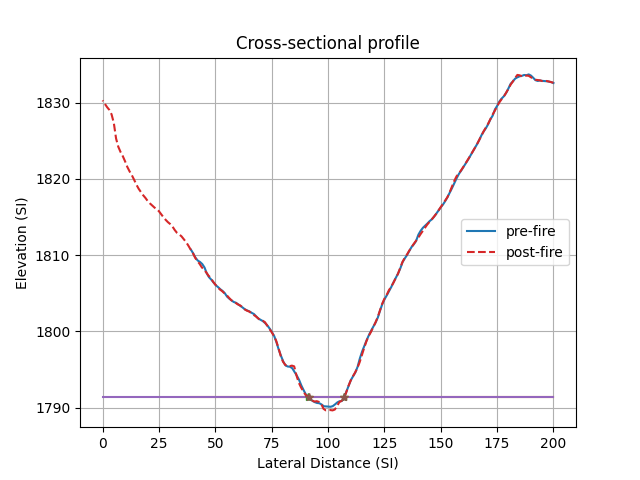 Cross-sectional profile
Elevation (SI)
1830
1820
1810
1800
1790
pre-fire
post-fire
0 25 50 75 100 125 150 175 200
Lateral Distance (SI)